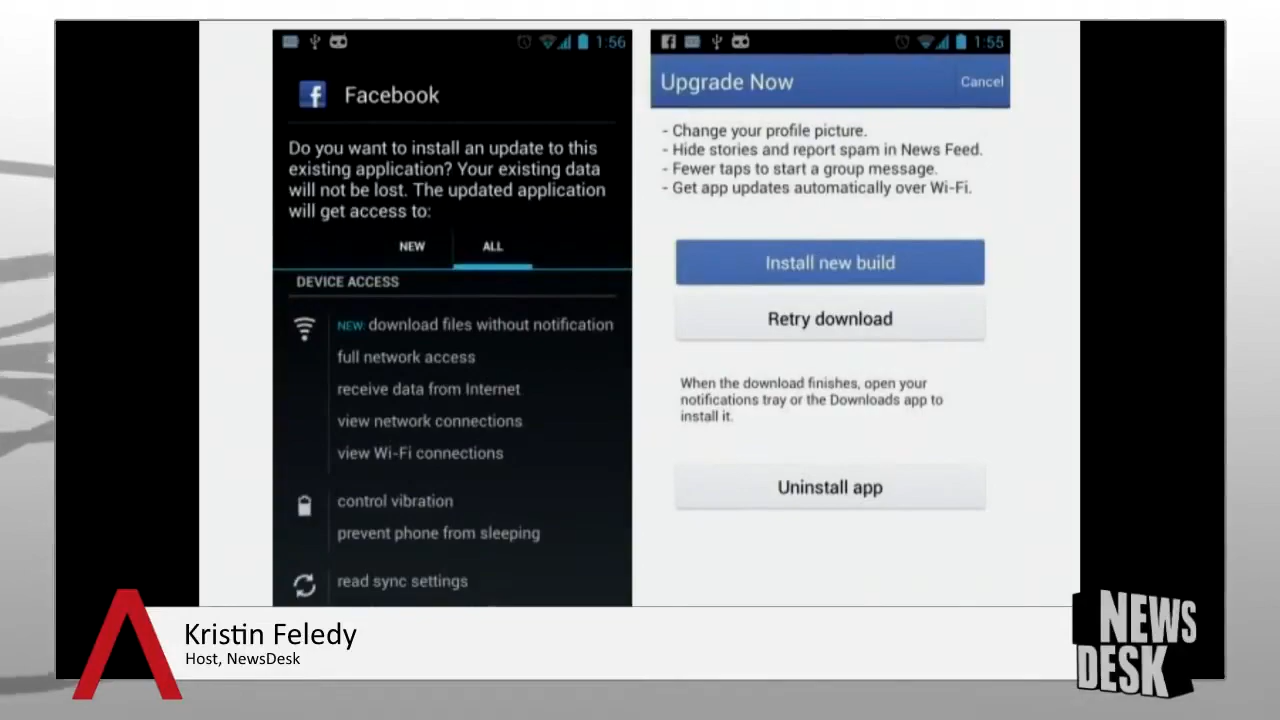 1:56
Facebook
Do you want to install an update to this
existing application? Your existing data
will not be lost. The updated application
will get access to:
NEW ALL
DEVICE ACCESS
NEW: download files without notification
full network access
receive data from Internet
view network connections
view Wi-Fi connections
control vibration
prevent phone from sleeping
read sync settings
1:55
Upgrade Now Cancel
- Change your profile picture.
- Hide stories and report spam in News Feed.
- Fewer taps to start a group message.
- Get app updates automatically over Wi-Fi.
Install new build
Retry download
When the download finishes, open your
notifications tray or the Downloads app to
install it.
Uninstall app
Kristin Feledy
Host, NewsDesk
NEWS
DESK